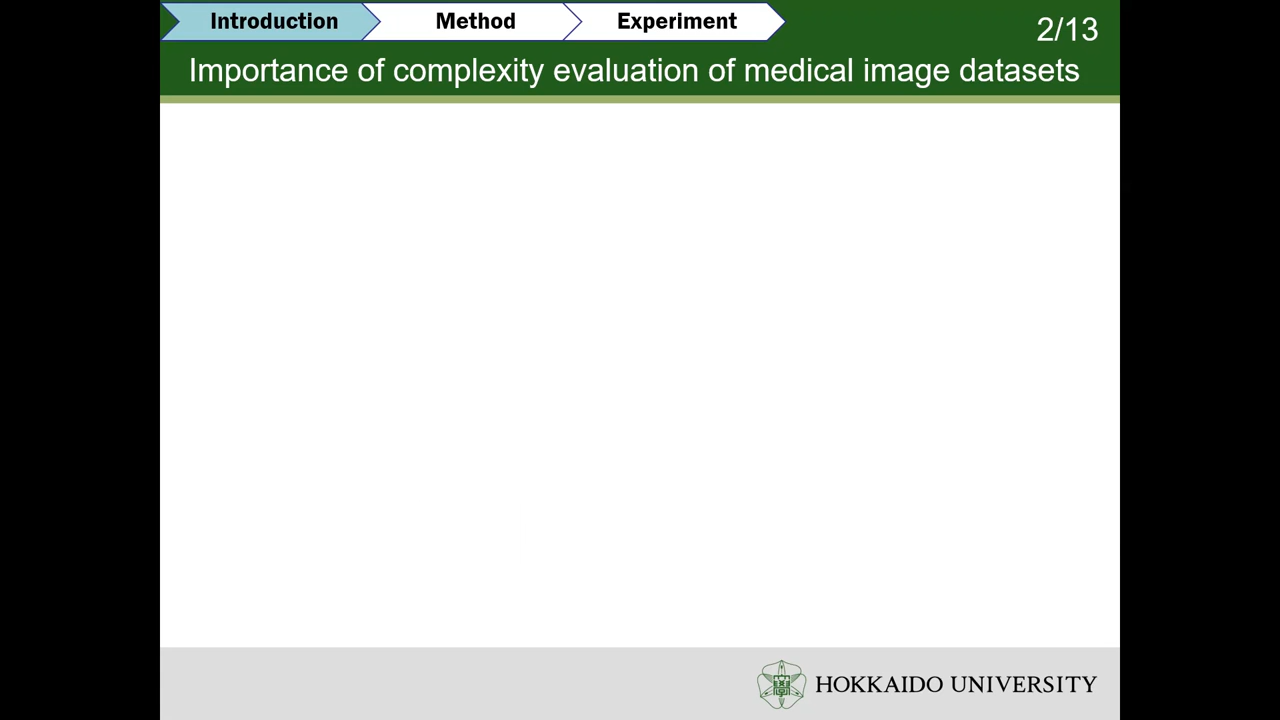 Introduction
Method
Experiment
2/13
Importance of complexity evaluation of medical image datasets
HOKKAIDO UNIVERSITY